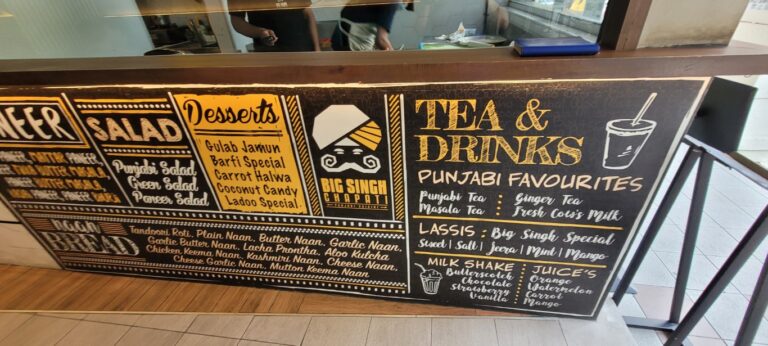 NEER
SALAD
Punjabi Salad,
Green Salad,
Paneer Salad
Desserts
Gulab Jamun
Barfi Special
Carrot Halwa
Coconut Candy
Ladoo Special
BIG SINGH
CHAPATI
TEA &
DRINKS
PUNJABI FAVOURITES
Punjabi Tea : Ginger Tea
Masala Tea : Fresh Cow's Milk
LASSIS : Big Singh Special
Sweet | Salt | Jeera | Mint | Mango
MILK SHAKE
Butterscotch
Chocolate
Strawberry
Vanilla
JUICE'S
Orange
Watermelon
Carrot
Mango
NAAN
BREAD
Tandoori Roti, Plain Naan, Butter Naan, Garlic Naan,
Garlic Butter Naan, Lacha Prontha, Aloo Kulcha
Chicken Keema Naan, Kashmiri Naan, Cheese Naan,
Cheese Garlic Naan, Mutton Keema Naan